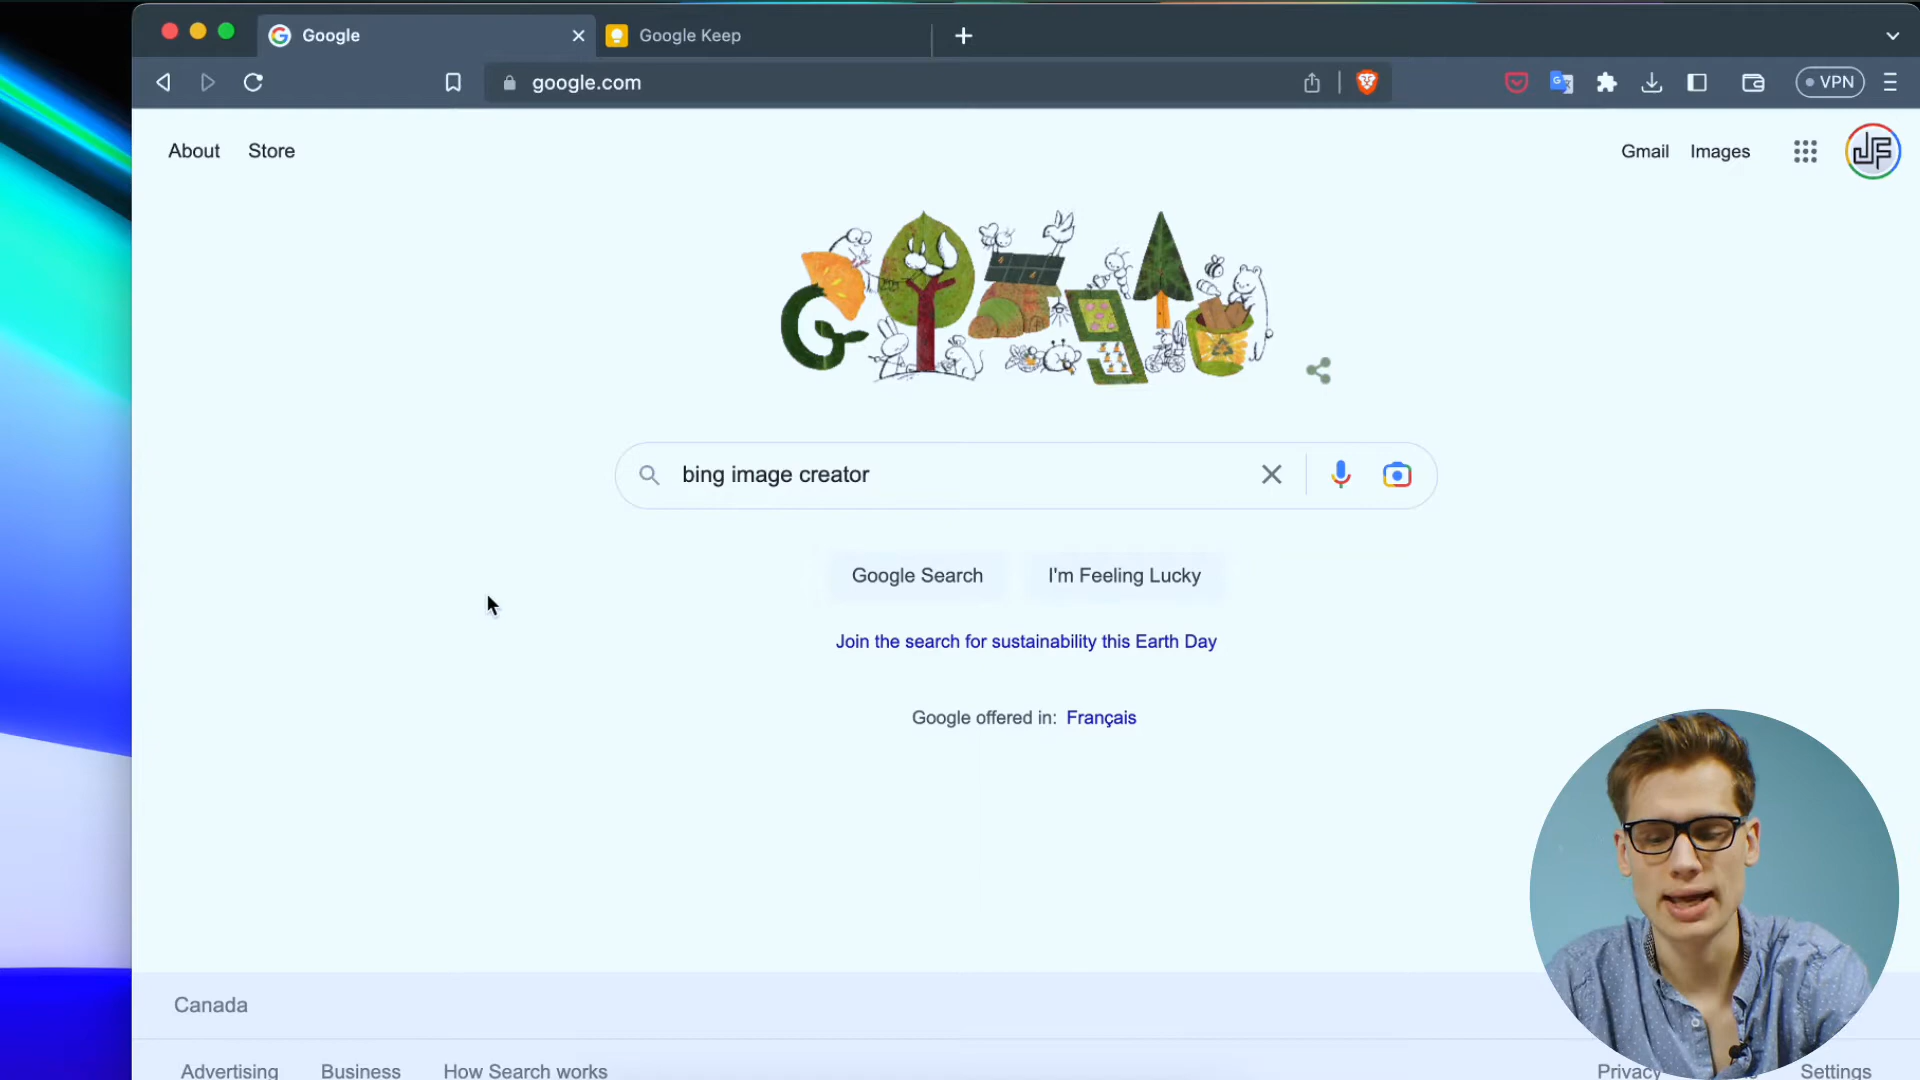 Google
Google Keep
google.com
VPN
About
Store
Gmail
Images
JF
bing image creator
Google Search
I'm Feeling Lucky
Join the search for sustainability this Earth Day
Google offered in: Français
Canada
Advertising
Business
How Search works
Privacy
Settings